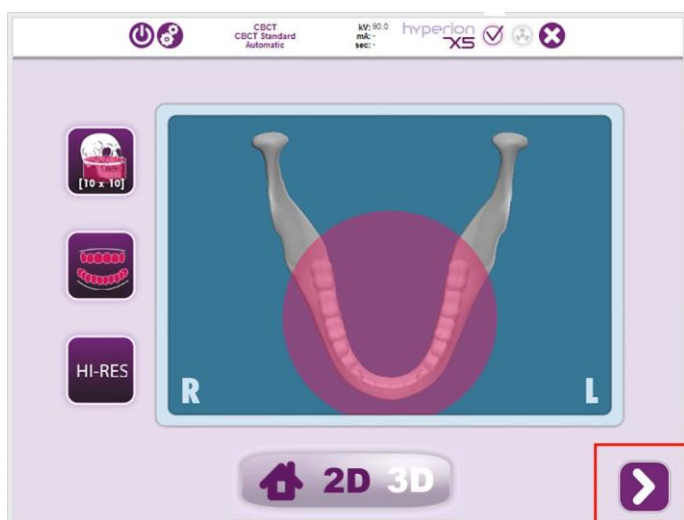 CBCT
CBCT Standard
Automatic
kV: 90.0
mA: -
sec: -
hyperion
X5
[10 x 10]
HI-RES
R
L
2D 3D